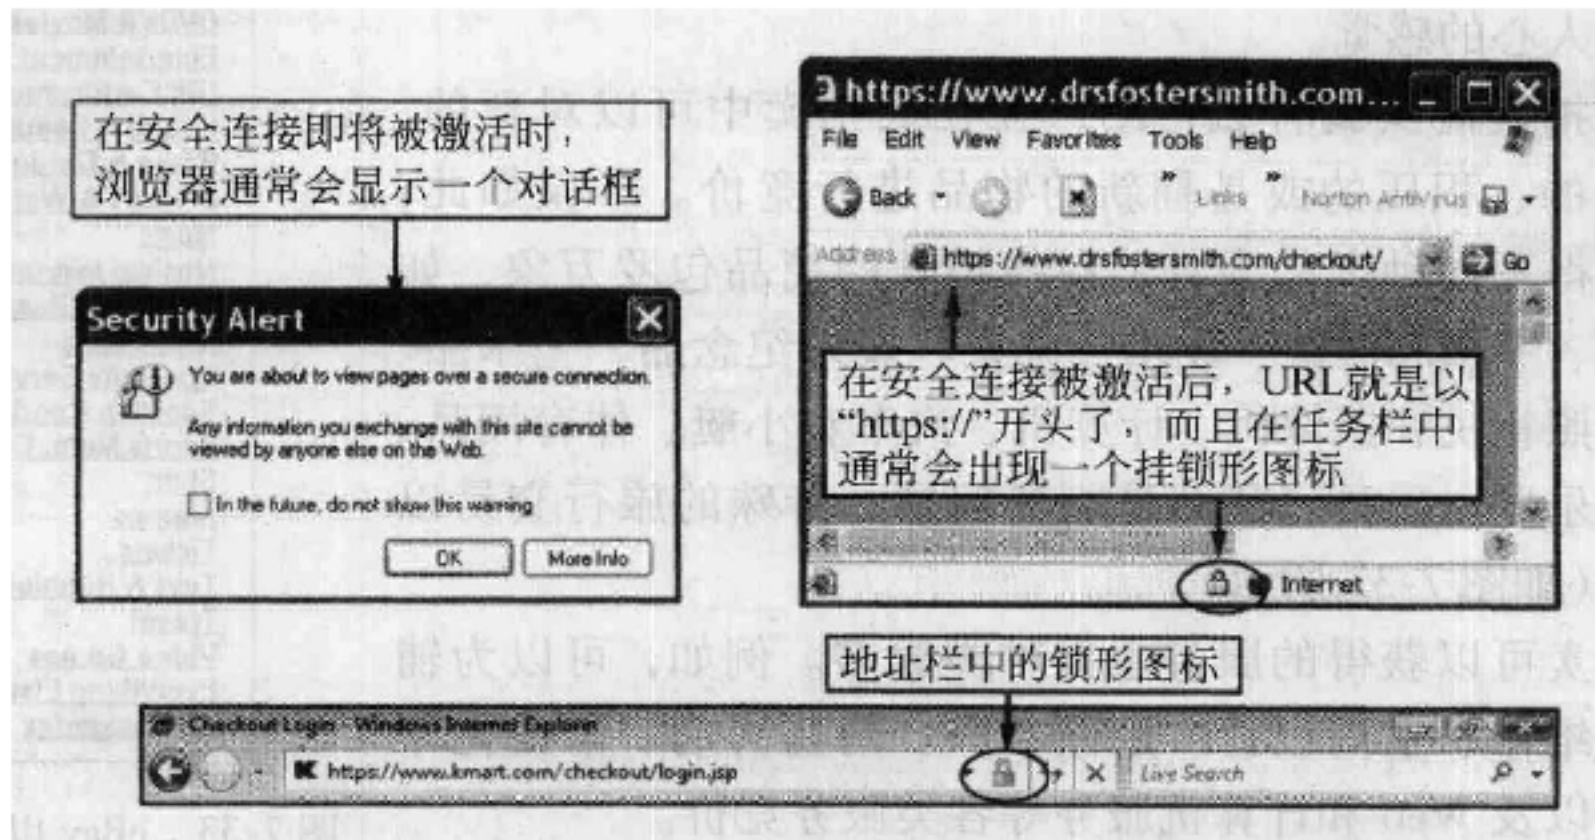 在安全连接即将被激活时，
浏览器通常会显示一个对话框
Security Alert
You are about to view pages over a secure connection.
Any information you exchange with this site cannot be
viewed by anyone else on the Web.
In the future, do not show this warning
OK More Info
https://www.drsfostersmith.com...
File Edit View Favorites Tools Help
Back » Links » Norton AntiVirus
Address https://www.drsfostersmith.com/checkout/ Go
在安全连接被激活后，URL就是以
“https://”开头了，而且在任务栏中
通常会出现一个挂锁形图标
Internet
地址栏中的锁形图标
Checkout Login - Windows Internet Explorer
K https://www.kmart.com/checkout/login.jsp Live Search